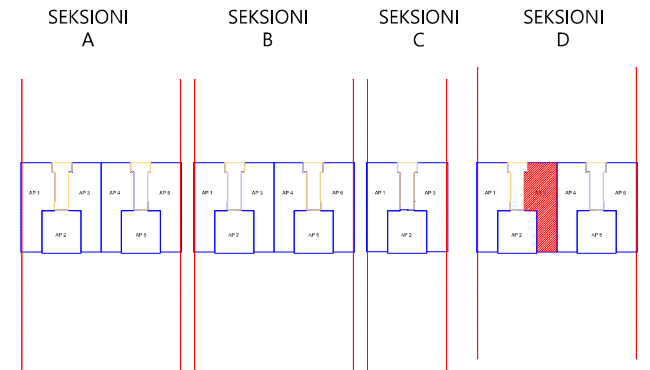 SEKSIONI A
SEKSIONI B
SEKSIONI C
SEKSIONI D
AP 1 AP 3 AP 4 AP 6
AP 2 AP 5
AP 1 AP 3 AP 4 AP 6
AP 2 AP 5
AP 1 AP 3
AP 2
AP 1 AP 4 AP 6
AP 2 AP 5